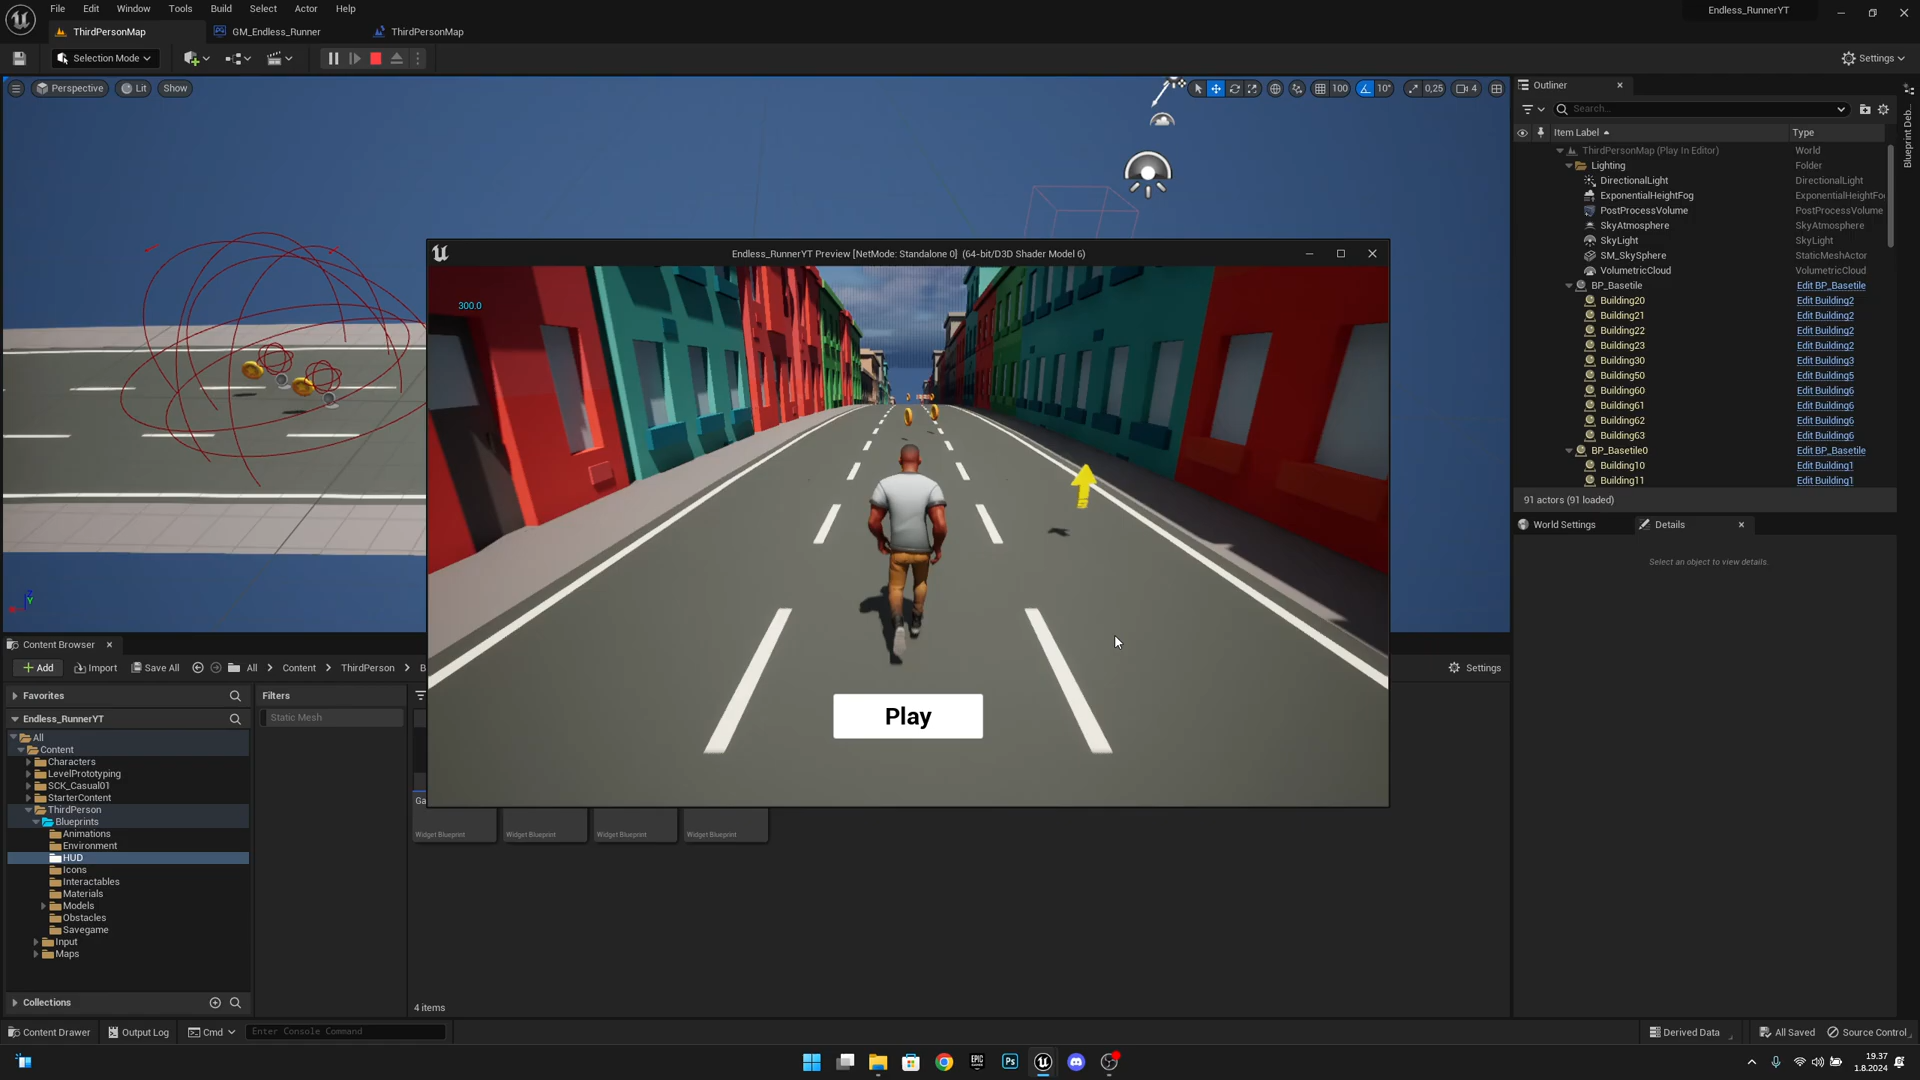 File Edit Window Tools Build Select Actor Help
Endless_RunnerYT
ThirdPersonMap
GM_Endless_Runner
ThirdPersonMap
Selection Mode
Settings
Perspective
Lit
Show
100
10°
0,25
4
Outliner
Search...
Item Label
Type
ThirdPersonMap (Play In Editor) World
Lighting Folder
DirectionalLight DirectionalLight
ExponentialHeightFog ExponentialHeightFo
PostProcessVolume PostProcessVolume
SkyAtmosphere SkyAtmosphere
SkyLight SkyLight
SM_SkySphere StaticMeshActor
VolumetricCloud VolumetricCloud
BP_Basetile Edit BP_Basetile
Building20 Edit Building2
Building21 Edit Building2
Building22 Edit Building2
Building23 Edit Building2
Building30 Edit Building3
Building50 Edit Building5
Building60 Edit Building6
Building61 Edit Building6
Building62 Edit Building6
Building63 Edit Building6
BP_Basetile0 Edit BP_Basetile
Building10 Edit Building1
Building11 Edit Building1
91 actors (91 loaded)
Blueprint Deb
World Settings
Details
Select an object to view details.
Endless_RunnerYT Preview [NetMode: Standalone 0] (64-bit/D3D Shader Model 6)
300.0
Play
Content Browser
Add
Import
Save All
All
Content
ThirdPerson
B
Settings
Favorites
Filters
Endless_RunnerYT
Static Mesh
All
Content
Characters
LevelPrototyping
SCK_Casual01
StarterContent
ThirdPerson
Blueprints
Animations
Environment
HUD
Icons
Interactables
Materials
Models
Obstacles
Savegame
Input
Maps
Collections
Ga
Widget Blueprint
Widget Blueprint
Widget Blueprint
Widget Blueprint
4 items
Content Drawer
Output Log
Cmd
Enter Console Command
Derived Data
All Saved
Source Control
EPIC
Ps
19.37
1.8.2024